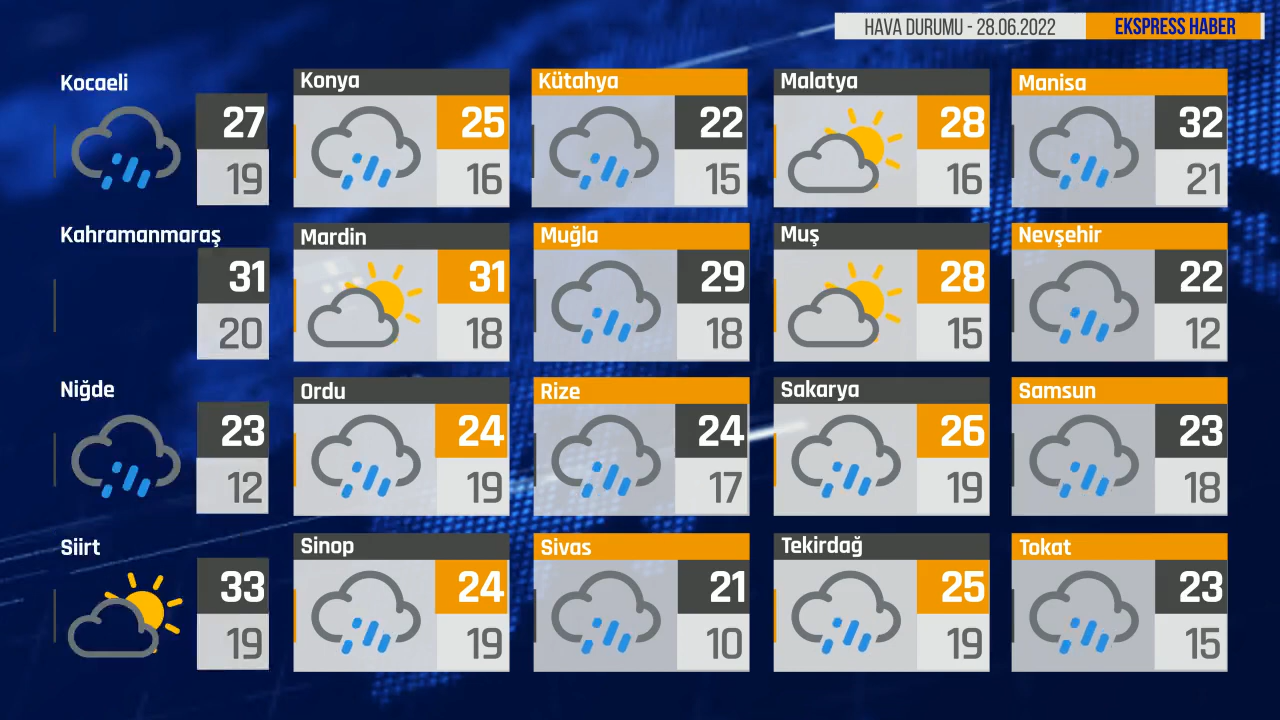 HAVA DURUMU - 28.06.2022 EKSPRESS HABER
Kocaeli
27
19
Konya
25
16
Kütahya
22
15
Malatya
28
16
Manisa
32
21
Kahramanmaraş
31
20
Mardin
31
18
Muğla
29
18
Muş
28
15
Nevşehir
22
12
Niğde
23
12
Ordu
24
19
Rize
24
17
Sakarya
26
19
Samsun
23
18
Siirt
33
19
Sinop
24
19
Sivas
21
10
Tekirdağ
25
19
Tokat
23
15